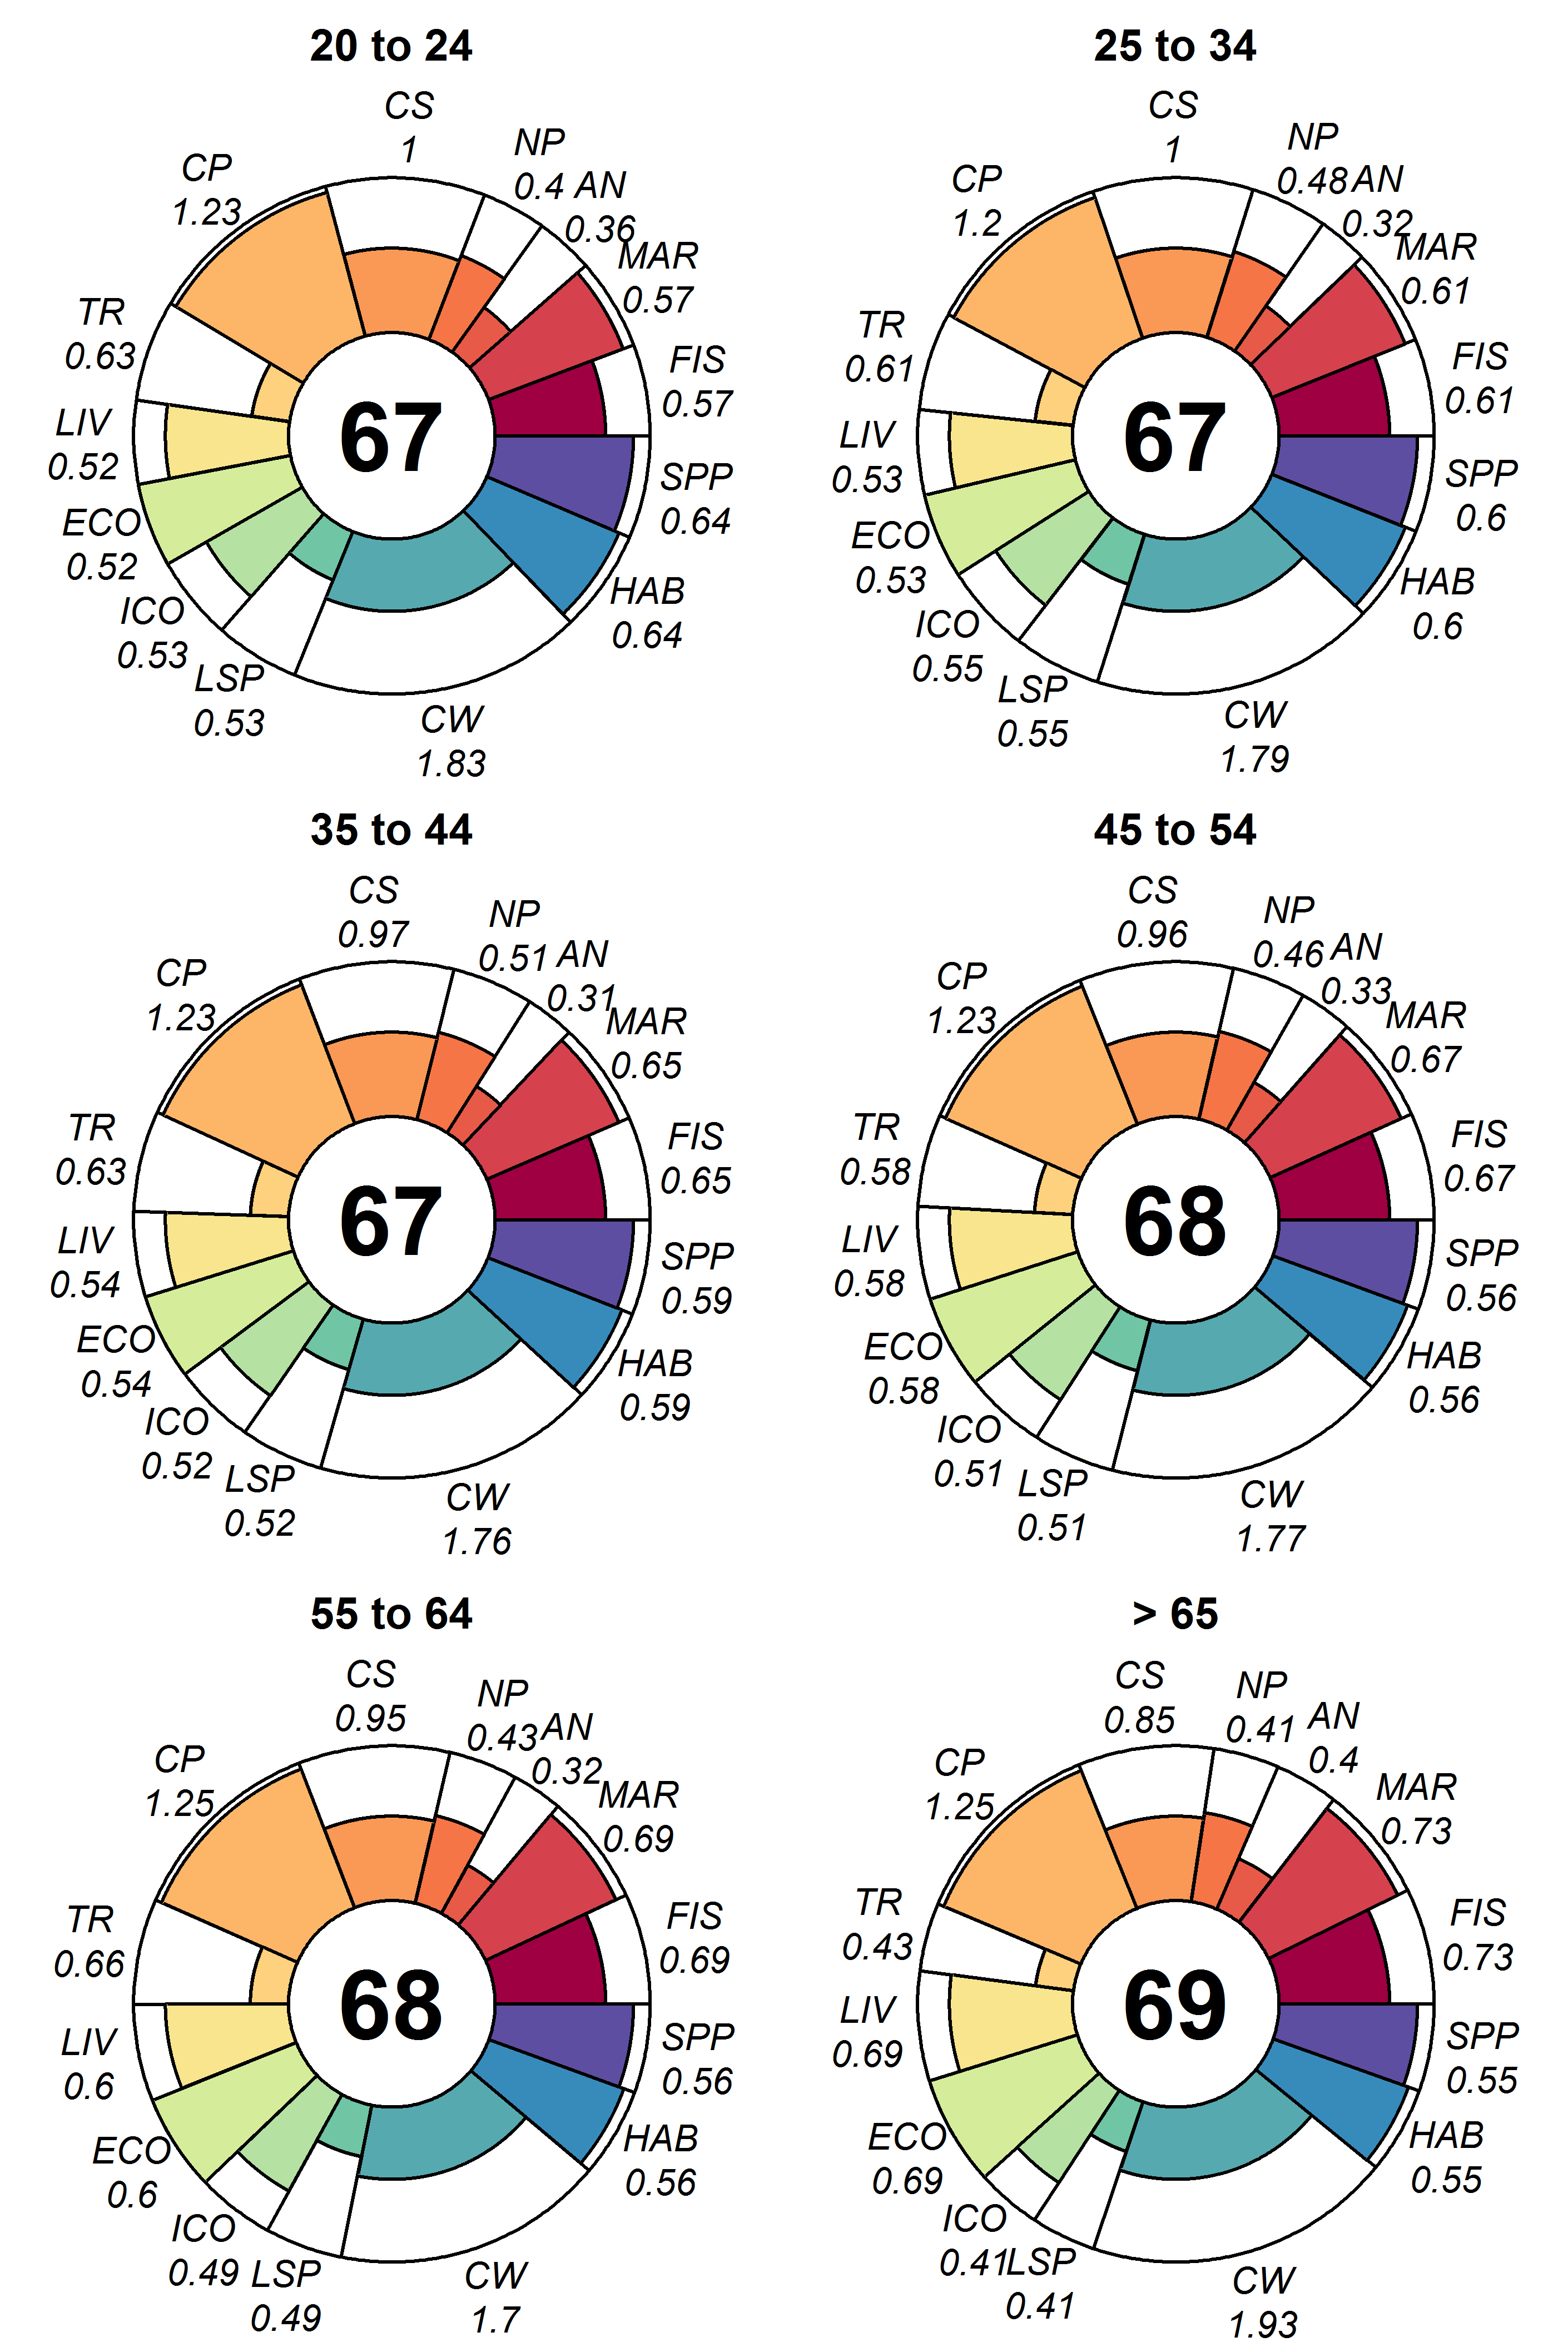 20 to 24
CS
1
NP
0.4
AN
0.36
MAR
0.57
FIS
0.57
SPP
0.64
HAB
0.64
CW
1.83
LSP
0.53
ICO
0.53
ECO
0.52
LIV
0.52
TR
0.63
CP
1.23
67
25 to 34
CS
1
NP
0.48
AN
0.32
MAR
0.61
FIS
0.61
SPP
0.6
HAB
0.6
CW
1.79
LSP
0.55
ICO
0.55
ECO
0.53
LIV
0.53
TR
0.61
CP
1.2
67
35 to 44
CS
0.97
NP
0.51
AN
0.31
MAR
0.65
FIS
0.65
SPP
0.59
HAB
0.59
CW
1.76
LSP
0.52
ICO
0.52
ECO
0.54
LIV
0.54
TR
0.63
CP
1.23
67
45 to 54
CS
0.96
NP
0.46
AN
0.33
MAR
0.67
FIS
0.67
SPP
0.56
HAB
0.56
CW
1.77
LSP
0.51
ICO
0.51
ECO
0.58
LIV
0.58
TR
0.58
CP
1.23
68
55 to 64
CS
0.95
NP
0.43
AN
0.32
MAR
0.69
FIS
0.69
SPP
0.56
HAB
0.56
CW
1.7
LSP
0.49
ICO
0.49
ECO
0.6
LIV
0.6
TR
0.66
CP
1.25
68
> 65
CS
0.85
NP
0.41
AN
0.4
MAR
0.73
FIS
0.73
SPP
0.55
HAB
0.55
CW
1.93
LSP
0.41
ICO
0.41
ECO
0.69
LIV
0.69
TR
0.43
CP
1.25
69